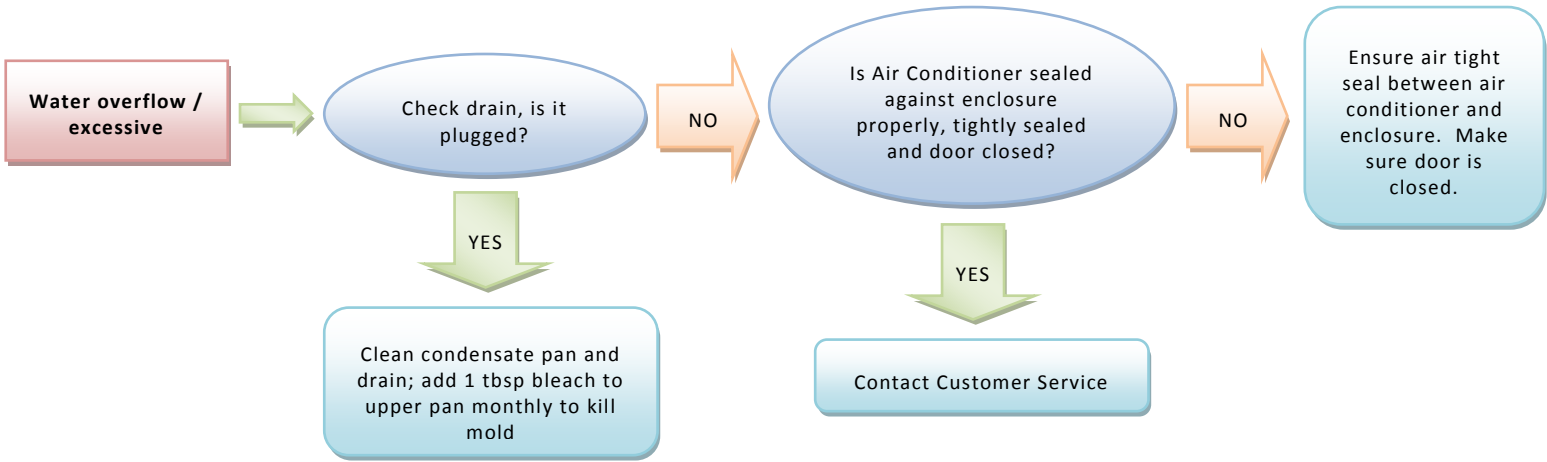 Water overflow /
excessive
Check drain, is it
plugged?
NO
Is Air Conditioner sealed
against enclosure
properly, tightly sealed
and door closed?
NO
Ensure air tight
seal between air
conditioner and
enclosure.  Make
sure door is
closed.
YES
YES
Clean condensate pan and
drain; add 1 tbsp bleach to
upper pan monthly to kill
mold
Contact Customer Service